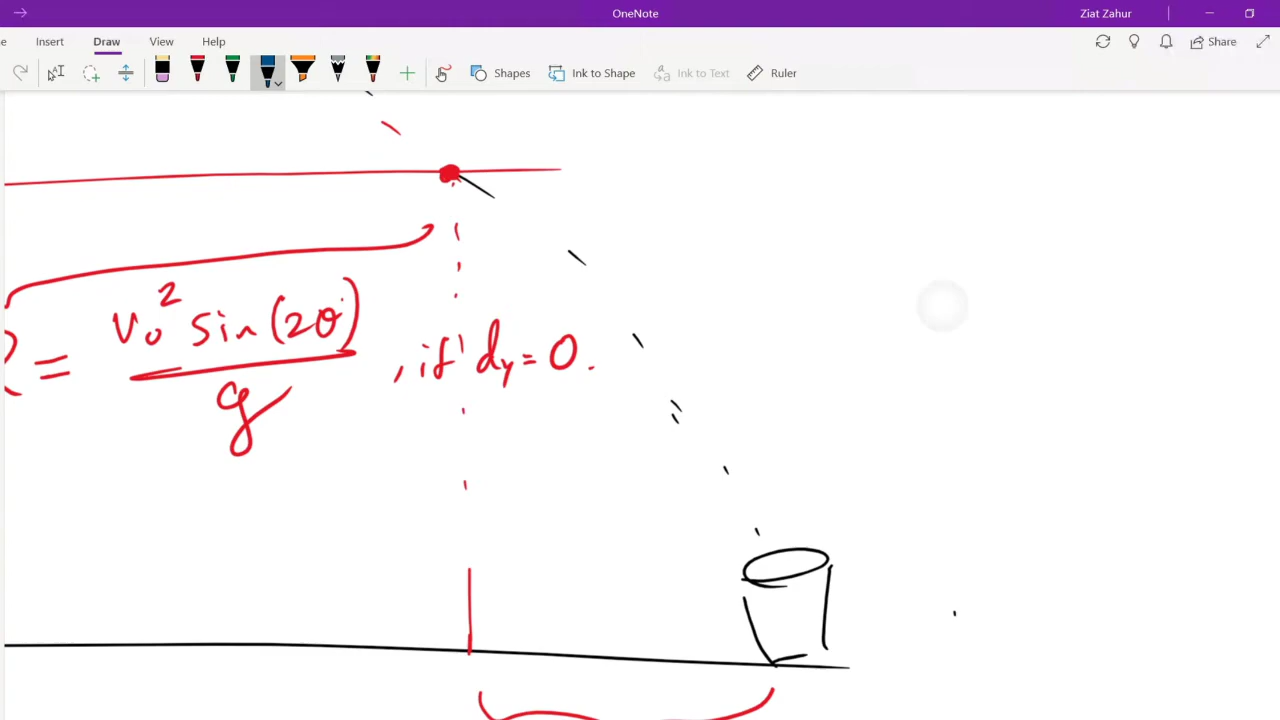 OneNote
Ziat Zahur
Insert Draw View Help
Share
Shapes Ink to Shape Ink to Text Ruler
= v₀² sin(2θ) / g , if d_y = 0.